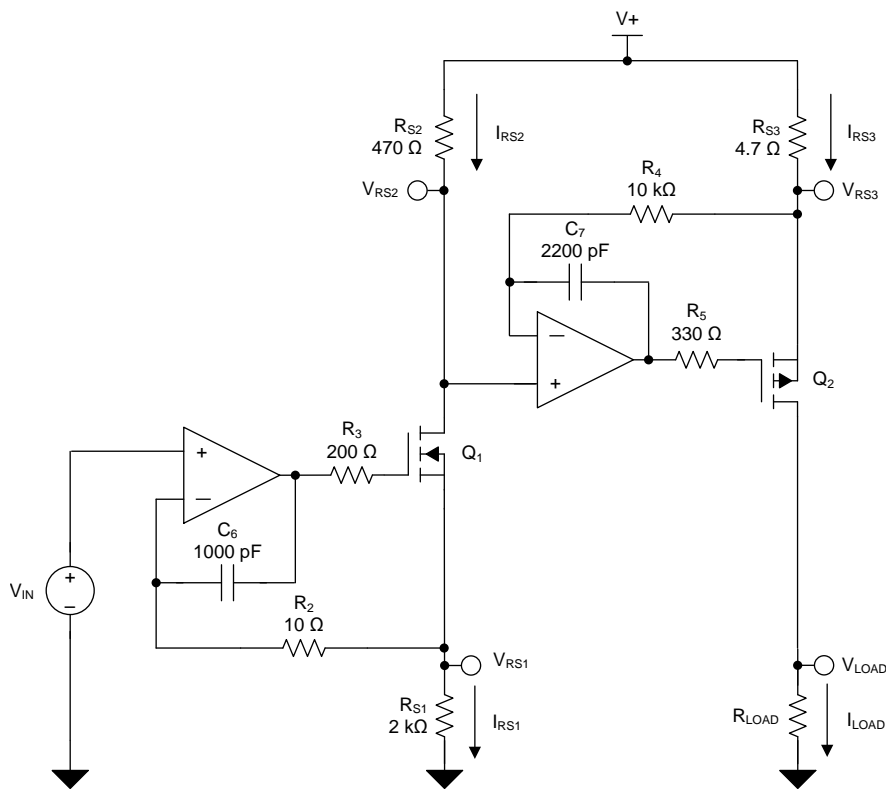 V+
RS2
470 Ω
IRS2
RS3
4.7 Ω
IRS3
VRS2
R4
10 kΩ
VRS3
C7
2200 pF
R5
330 Ω
−
+
Q2
R3
200 Ω
Q1
+
−
C6
1000 pF
VIN
+
−
R2
10 Ω
VRS1
VLOAD
RS1
2 kΩ
IRS1
RLOAD
ILOAD